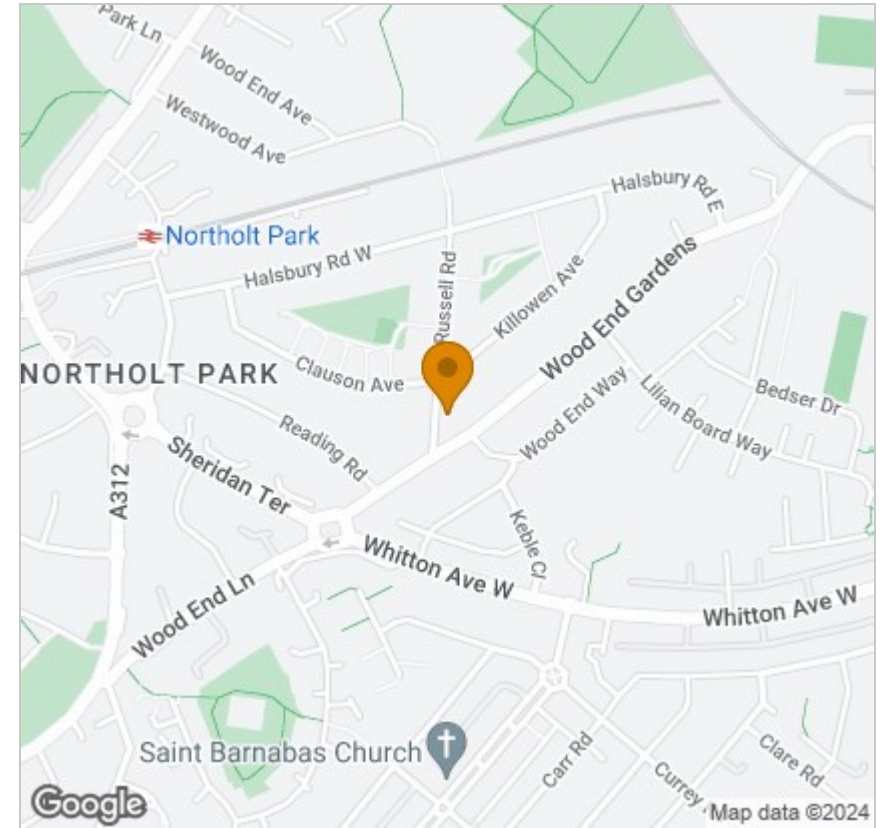 Park Ln
Wood End Ave
Westwood Ave
Halsbury Rd E
Northolt Park
Halsbury Rd W
Russell Rd
Killowen Ave
Wood End Gardens
NORTHOLT PARK
Clauson Ave
Wood End Way
Lilian Board Way
Bedser Dr
Reading Rd
A312
Sheridan Ter
Keble Cl
Whitton Ave W
Wood End Ln
Whitton Ave W
Saint Barnabas Church
Carr Rd
Currey
Clare Rd
Google
Map data ©2024